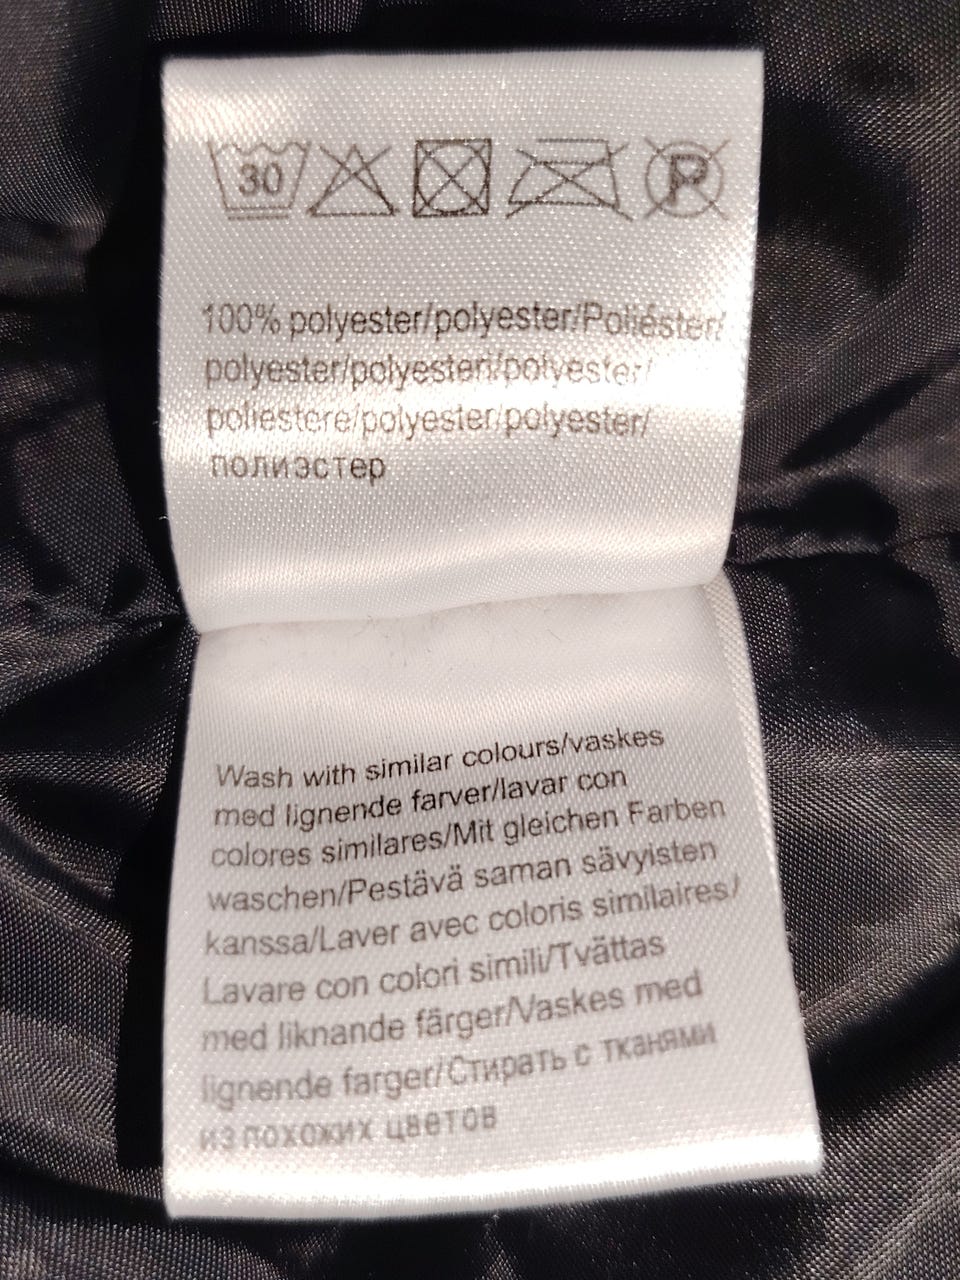 30
P
100% polyester/polyester/Poliéster/
polyester/polyesteri/polyester/
poliestere/polyester/polyester/
полиэстер
Wash with similar colours/vaskes
med lignende farver/lavar con
colores similares/Mit gleichen Farben
waschen/Pestävä saman sävyisten
kanssa/Laver avec coloris similaires/
Lavare con colori simili/Tvättas
med liknande färger/Vaskes med
lignende farger/Стирать с тканями
из похожих цветов